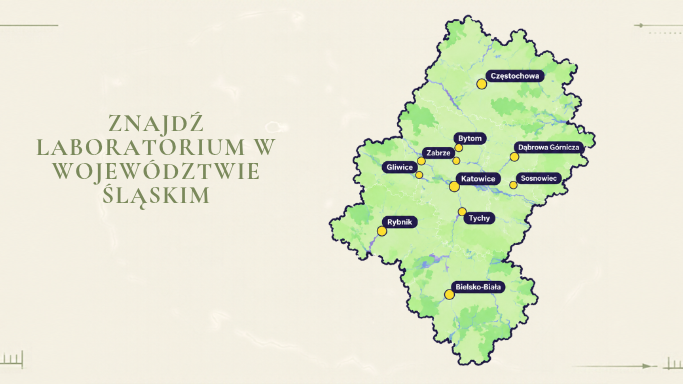 ZNAJDŹ
LABORATORIUM W
WOJEWÓDZTWIE
ŚLĄSKIM
Częstochowa
Bytom
Zabrze
Dąbrowa Górnicza
Gliwice
Katowice
Sosnowiec
Rybnik
Tychy
Bielsko-Biała